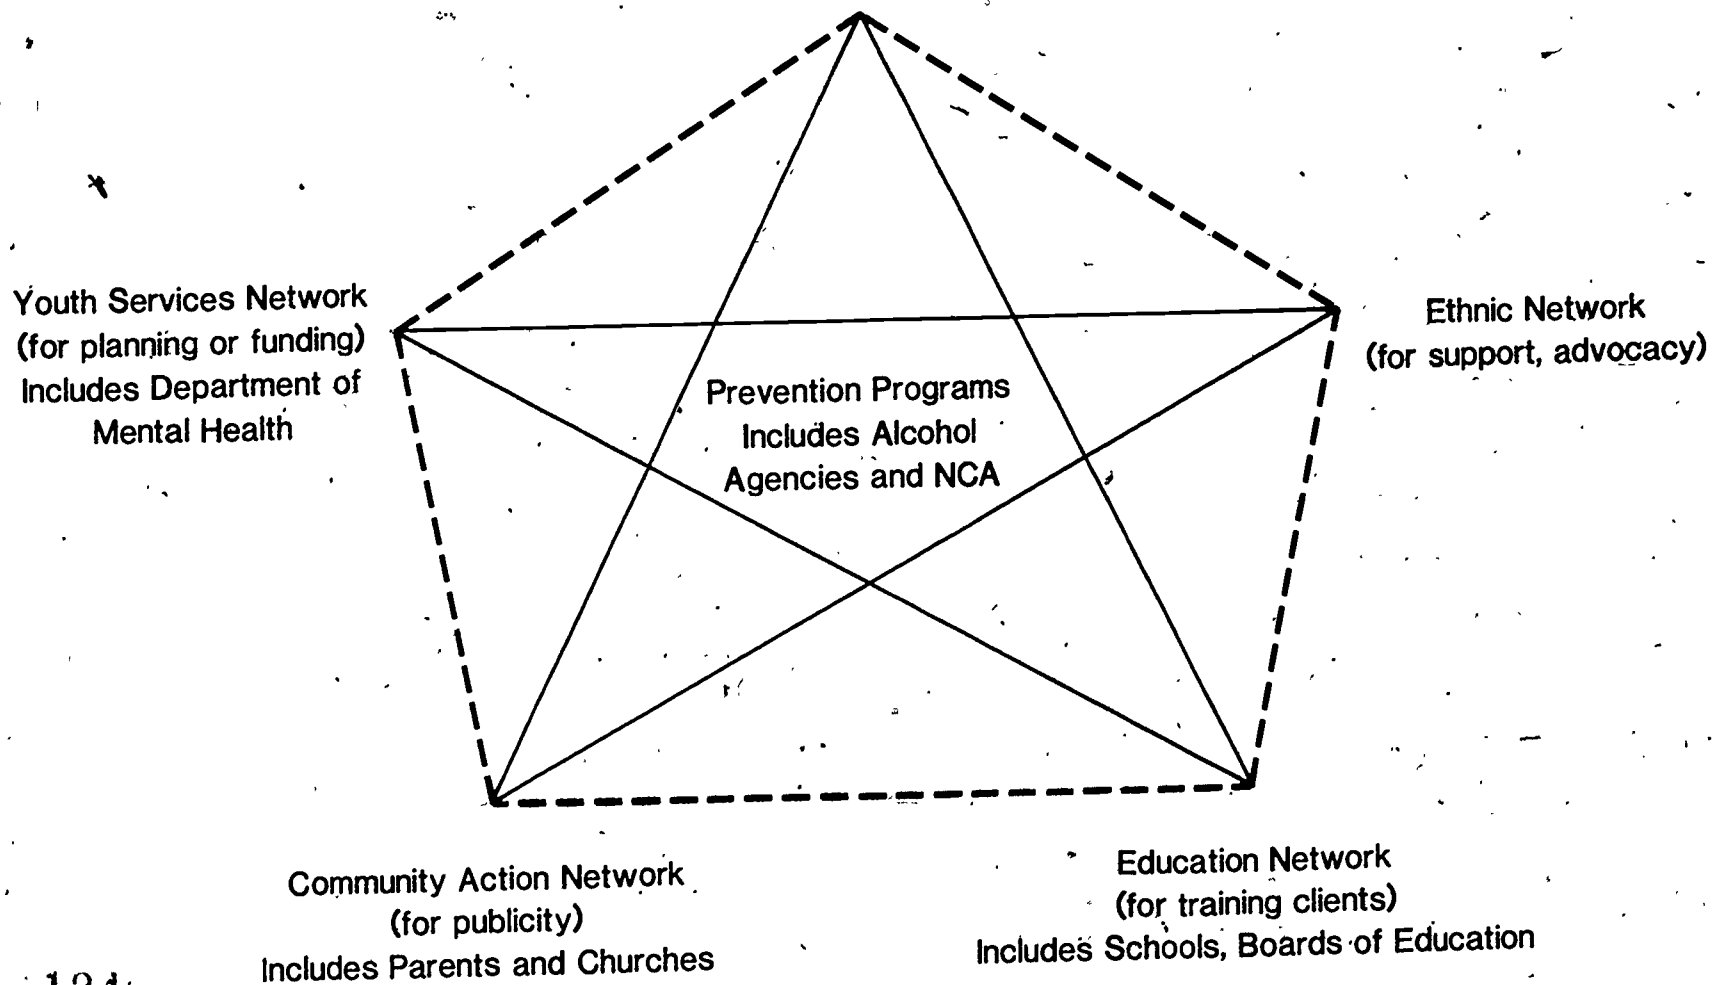 Youth Services Network
(for planning or funding)
Includes Department of
Mental Health
Ethnic Network
(for support, advocacy)
Prevention Programs
Includes Alcohol
Agencies and NCA
Community Action Network
(for publicity)
Includes Parents and Churches
Education Network
(for training clients)
Includes Schools, Boards of Education